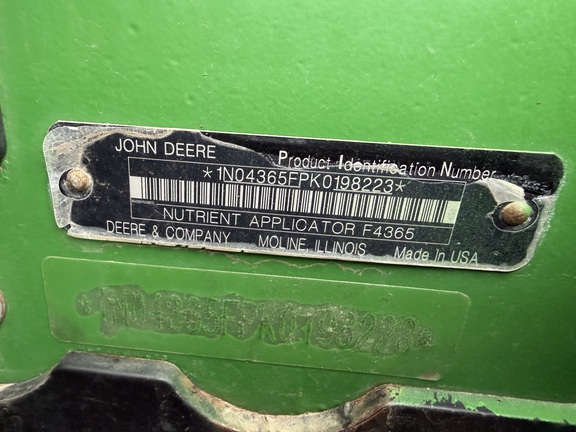 JOHN DEERE
Product Identification Number
*1N04365FPK0198223*
NUTRIENT APPLICATOR F4365
DEERE & COMPANY MOLINE, ILLINOIS Made in USA